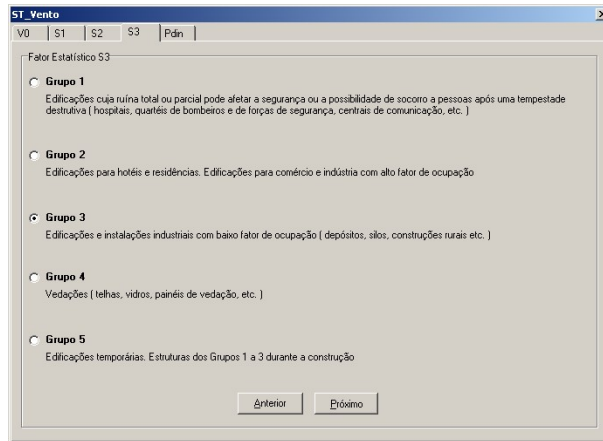 ST_Vento
V0 S1 S2 S3 Pdin
Fator Estatístico S3
Grupo 1
Edificações cuja ruína total ou parcial pode afetar a segurança ou a possibilidade de socorro a pessoas após uma tempestade
destrutiva ( hospitais, quartéis de bombeiros e de forças de segurança, centrais de comunicação, etc. )
Grupo 2
Edificações para hotéis e residências. Edificações para comércio e indústria com alto fator de ocupação
Grupo 3
Edificações e instalações industriais com baixo fator de ocupação ( depósitos, silos, construções rurais etc. )
Grupo 4
Vedações ( telhas, vidros, painéis de vedação, etc. )
Grupo 5
Edificações temporárias. Estruturas dos Grupos 1 a 3 durante a construção
Anterior Próximo